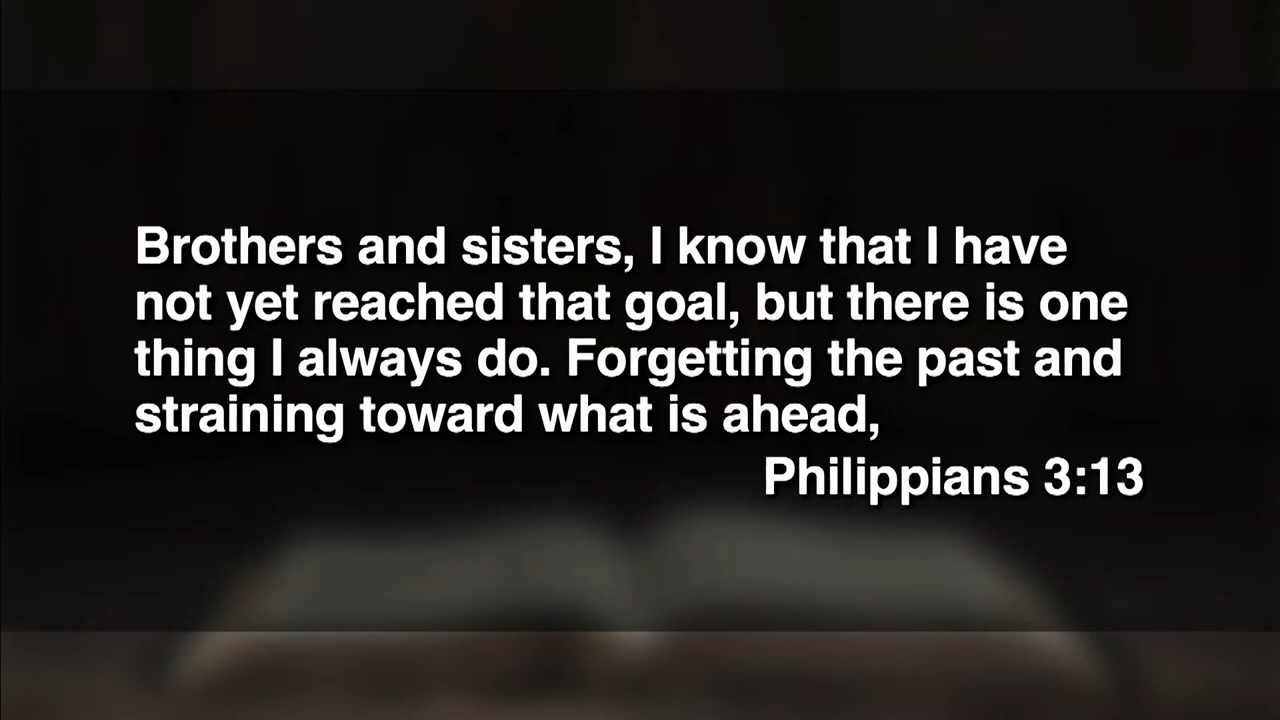 Brothers and sisters, I know that I have
not yet reached that goal, but there is one
thing I always do. Forgetting the past and
straining toward what is ahead,
Philippians 3:13